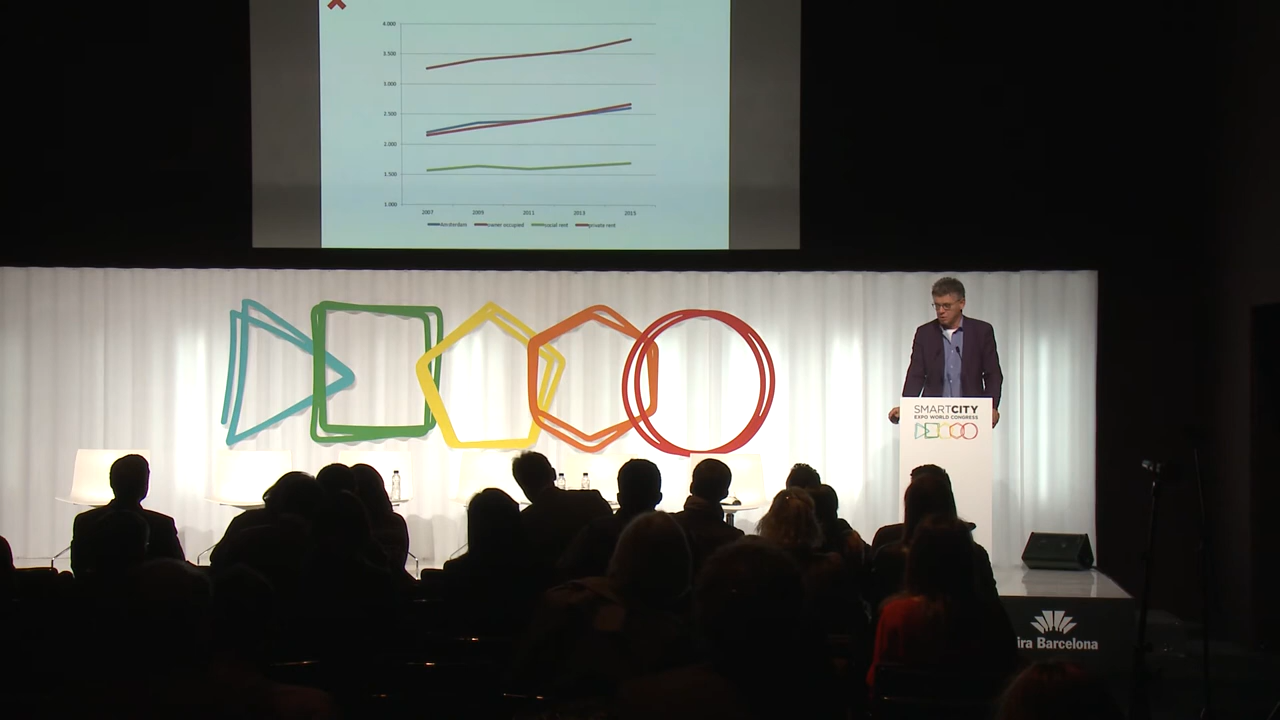 4.000
3.500
3.000
2.500
2.000
1.500
1.000
2007 2009 2011 2013 2015
Amsterdam owner occupied social rent private rent
SMARTCITY
EXPO WORLD CONGRESS
ira Barcelona